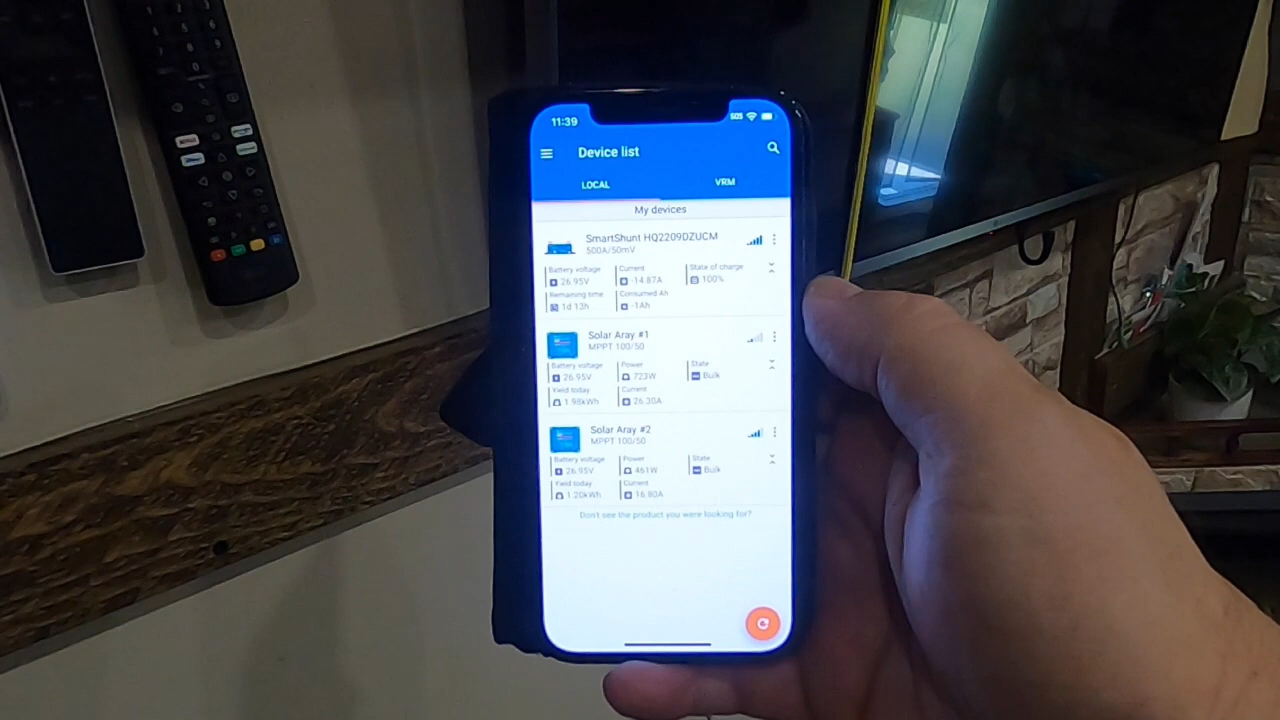 11:39
SOS
Device list
LOCAL VRM
My devices
SmartShunt HQ2209DZUCM
500A/50mV
Battery voltage Current State of charge
26.95V -14.87A 100%
Remaining time Consumed Ah
1d 13h -1Ah
Solar Aray #1
MPPT 100/50
Battery voltage Power State
26.95V 723W Bulk
Yield today Current
1.98kWh 26.30A
Solar Aray #2
MPPT 100/50
Battery voltage Power State
26.95V 461W Bulk
Yield today Current
1.20kWh 16.80A
Don't see the product you were looking for?